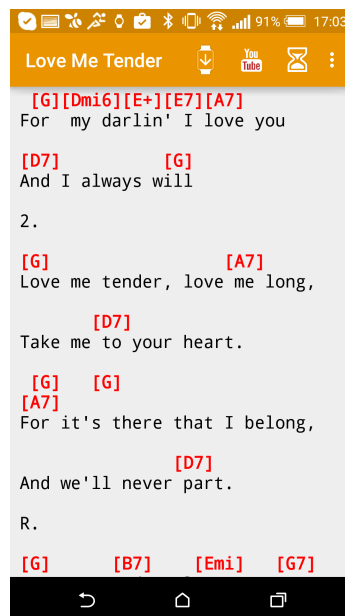 91% 17:03
Love Me Tender You Tube
[G][Dmi6][E+][E7][A7]
For my darlin' I love you
[D7] [G]
And I always will
2.
[G] [A7]
Love me tender, love me long,
[D7]
Take me to your heart.
[G] [G]
[A7]
For it's there that I belong,
[D7]
And we'll never part.
R.
[G] [B7] [Emi] [G7]